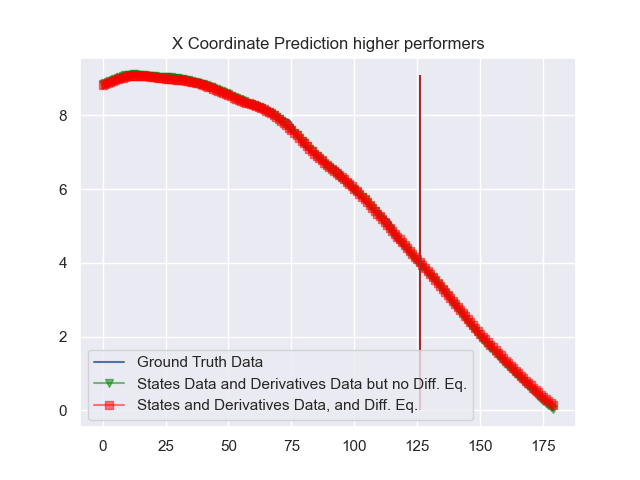 X Coordinate Prediction higher performers
8
6
4
2
0
Ground Truth Data
States Data and Derivatives Data but no Diff. Eq.
States and Derivatives Data, and Diff. Eq.
0 25 50 75 100 125 150 175